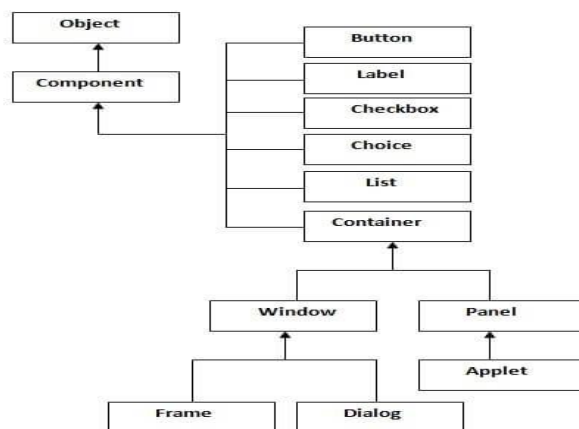 Object
Component
Button
Label
Checkbox
Choice
List
Container
Window
Panel
Applet
Frame
Dialog